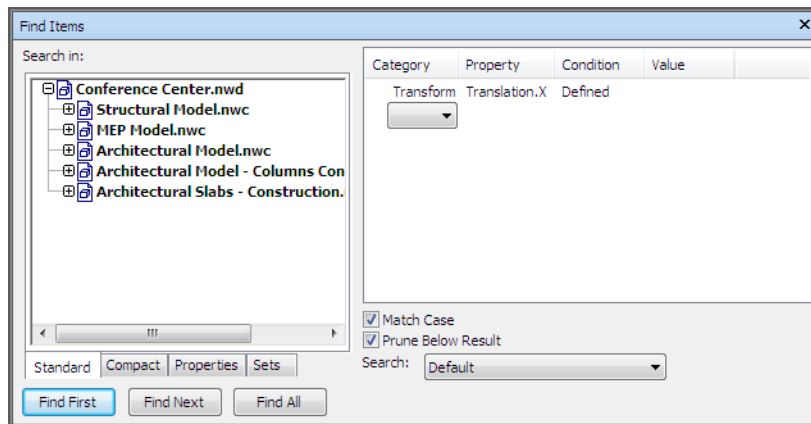 Find Items
Search in:
Conference Center.nwd
Structural Model.nwc
MEP Model.nwc
Architectural Model.nwc
Architectural Model - Columns Con
Architectural Slabs - Construction.
Standard Compact Properties Sets
Find First Find Next Find All
Category Property Condition Value
Transform Translation.X Defined
Match Case
Prune Below Result
Search: Default